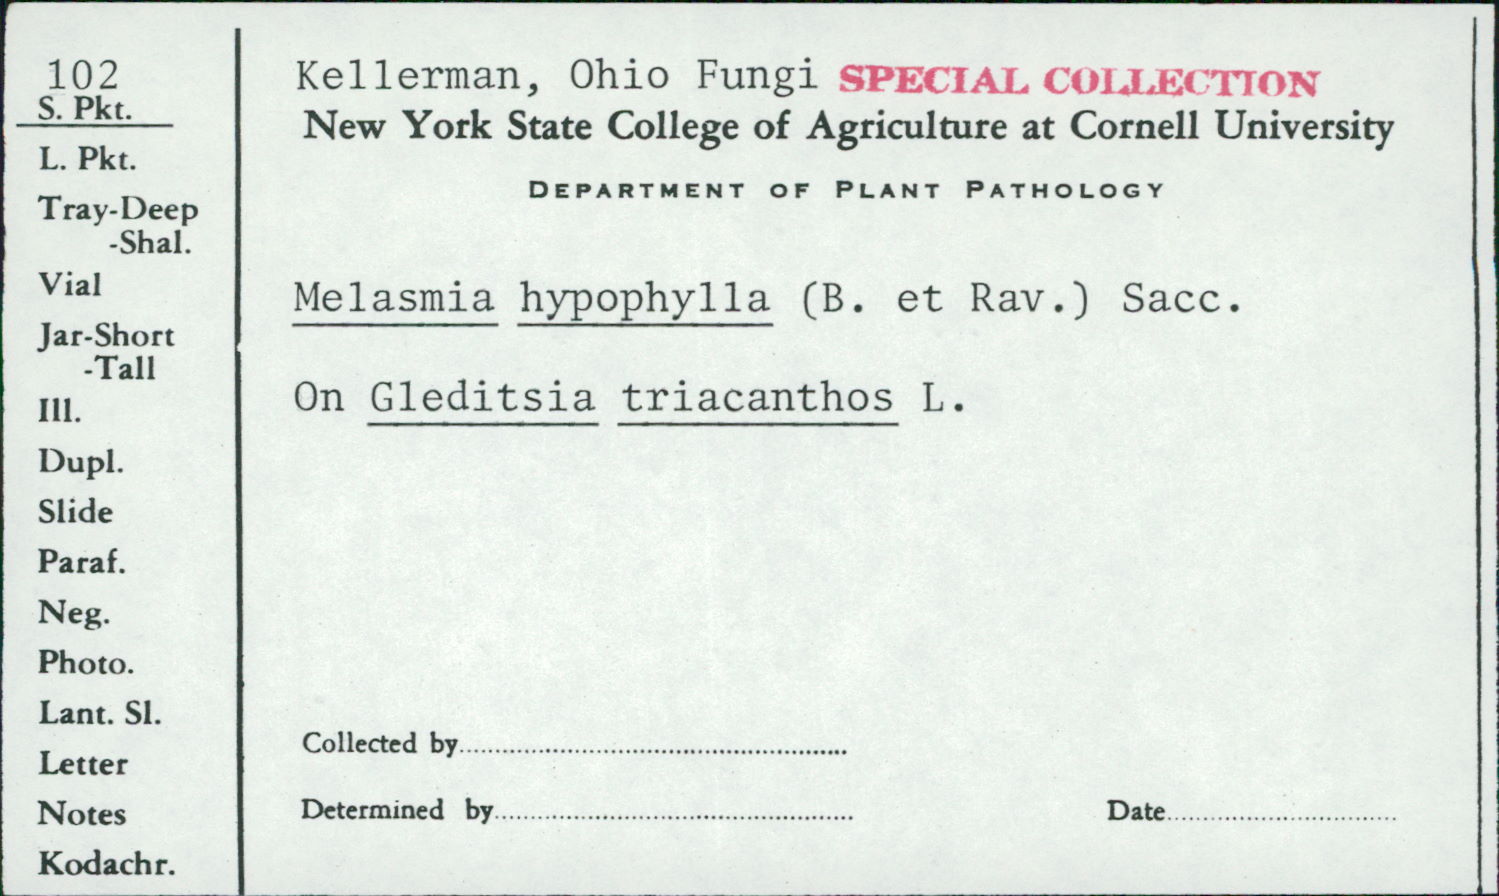 102
S. Pkt.
L. Pkt.
Tray-Deep
-Shal.
Vial
Jar-Short
-Tall
Ill.
Dupl.
Slide
Paraf.
Neg.
Photo.
Lant. Sl.
Letter
Notes
Kodachr.
Kellerman, Ohio Fungi SPECIAL COLLECTION
New York State College of Agriculture at Cornell University
DEPARTMENT OF PLANT PATHOLOGY
Melasmia hypophylla (B. et Rav.) Sacc.
On Gleditsia triacanthos L.
Collected by
Determined by Date